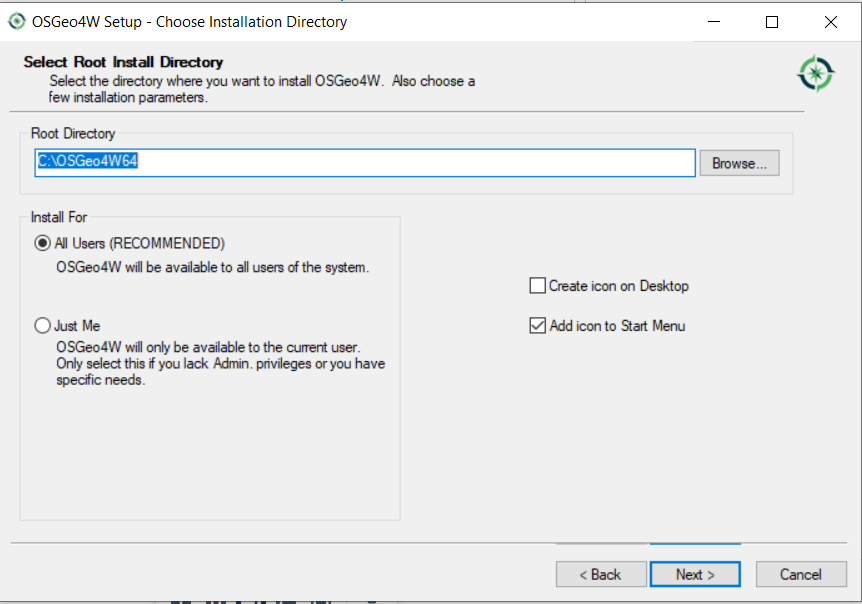 OSGeo4W Setup - Choose Installation Directory
Select Root Install Directory
Select the directory where you want to install OSGeo4W. Also choose a
few installation parameters.
Root Directory
C:\OSGeo4W64
Browse...
Install For
All Users (RECOMMENDED)
OSGeo4W will be available to all users of the system.
Create icon on Desktop
Just Me
Add icon to Start Menu
OSGeo4W will only be available to the current user.
Only select this if you lack Admin. privileges or you have
specific needs.
< Back
Next >
Cancel